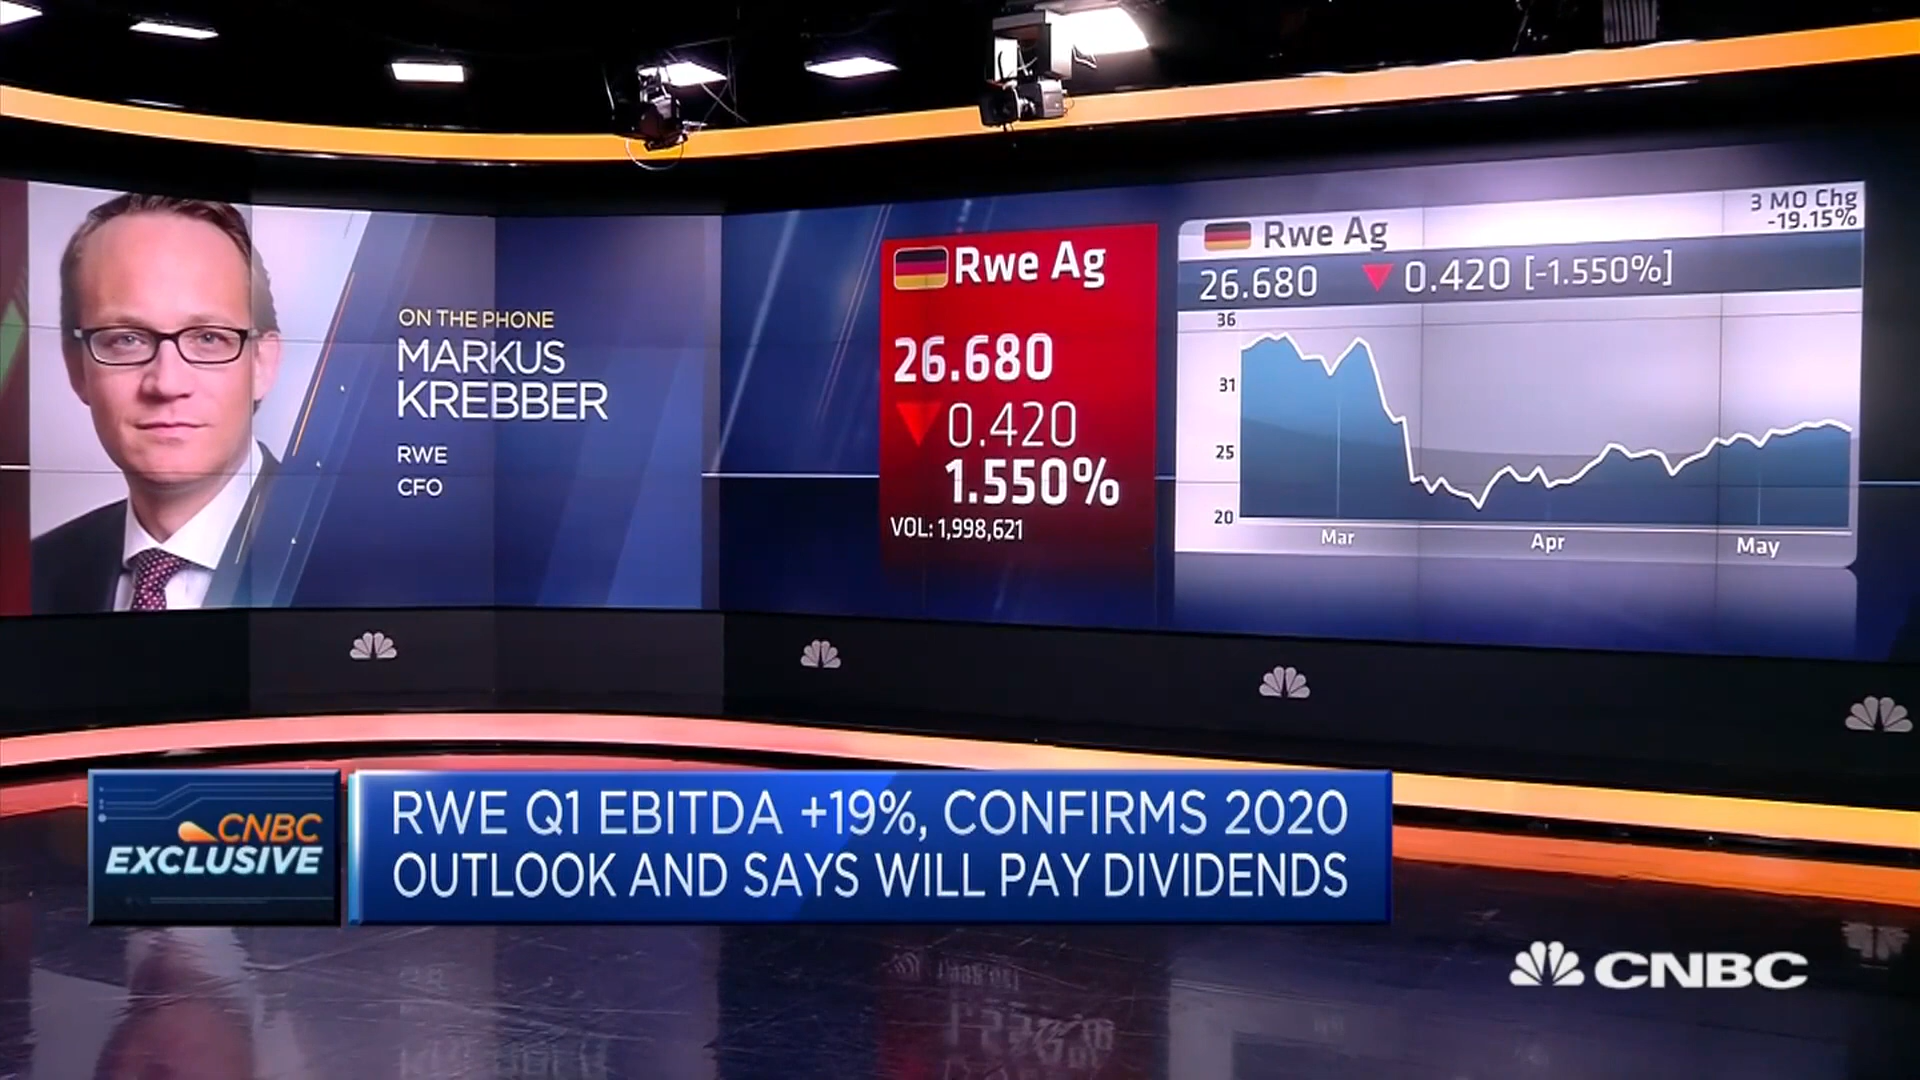 ON THE PHONE
MARKUS
KREBBER
RWE
CFO
Rwe Ag
26.680
0.420
1.550%
VOL: 1,998,621
Rwe Ag
3 MO Chg
-19.15%
26.680 0.420 [-1.550%]
36
31
25
20
Mar Apr May
CNBC
EXCLUSIVE
RWE Q1 EBITDA +19%, CONFIRMS 2020
OUTLOOK AND SAYS WILL PAY DIVIDENDS
CNBC